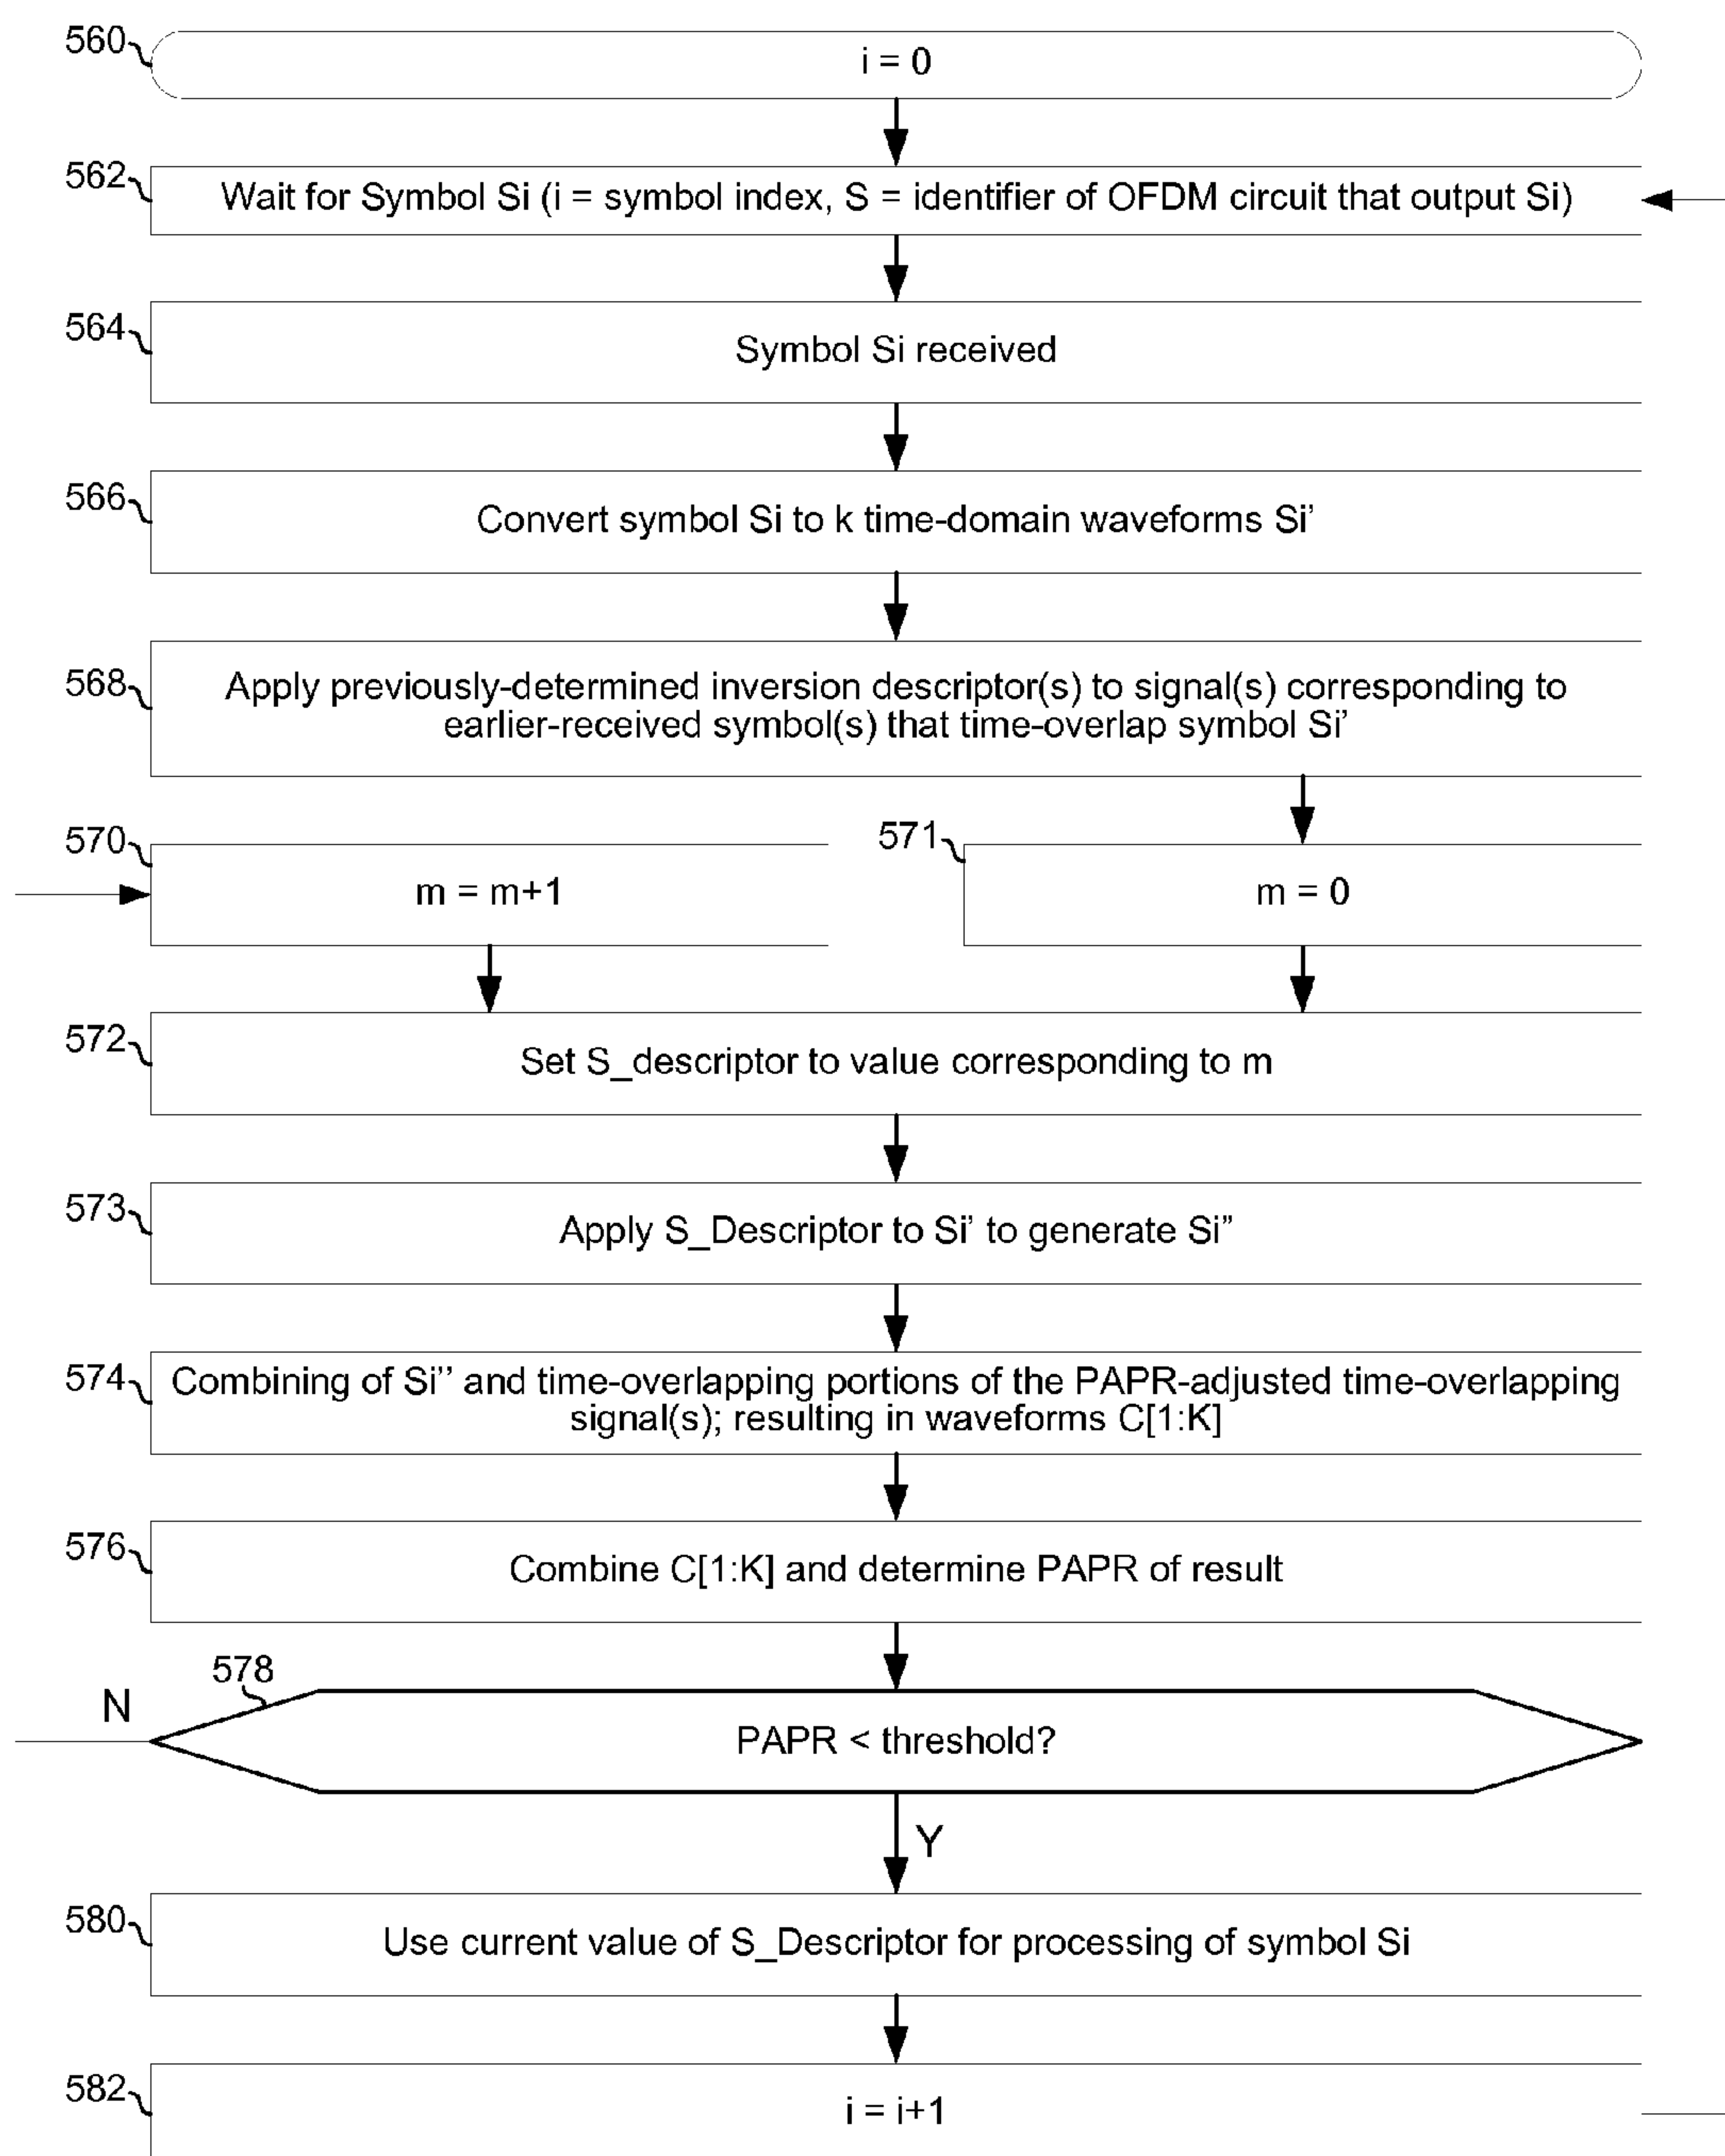 560
i = 0
562
Wait for Symbol Si (i = symbol index, S = identifier of OFDM circuit that output Si)
564
Symbol Si received
566
Convert symbol Si to k time-domain waveforms Si’
568
Apply previously-determined inversion descriptor(s) to signal(s) corresponding to
earlier-received symbol(s) that time-overlap symbol Si’
570
m = m+1
571
m = 0
572
Set S_descriptor to value corresponding to m
573
Apply S_Descriptor to Si’ to generate Si”
574
Combining of Si’’ and time-overlapping portions of the PAPR-adjusted time-overlapping
signal(s); resulting in waveforms C[1:K]
576
Combine C[1:K] and determine PAPR of result
578
N
PAPR < threshold?
Y
580
Use current value of S_Descriptor for processing of symbol Si
582
i = i+1